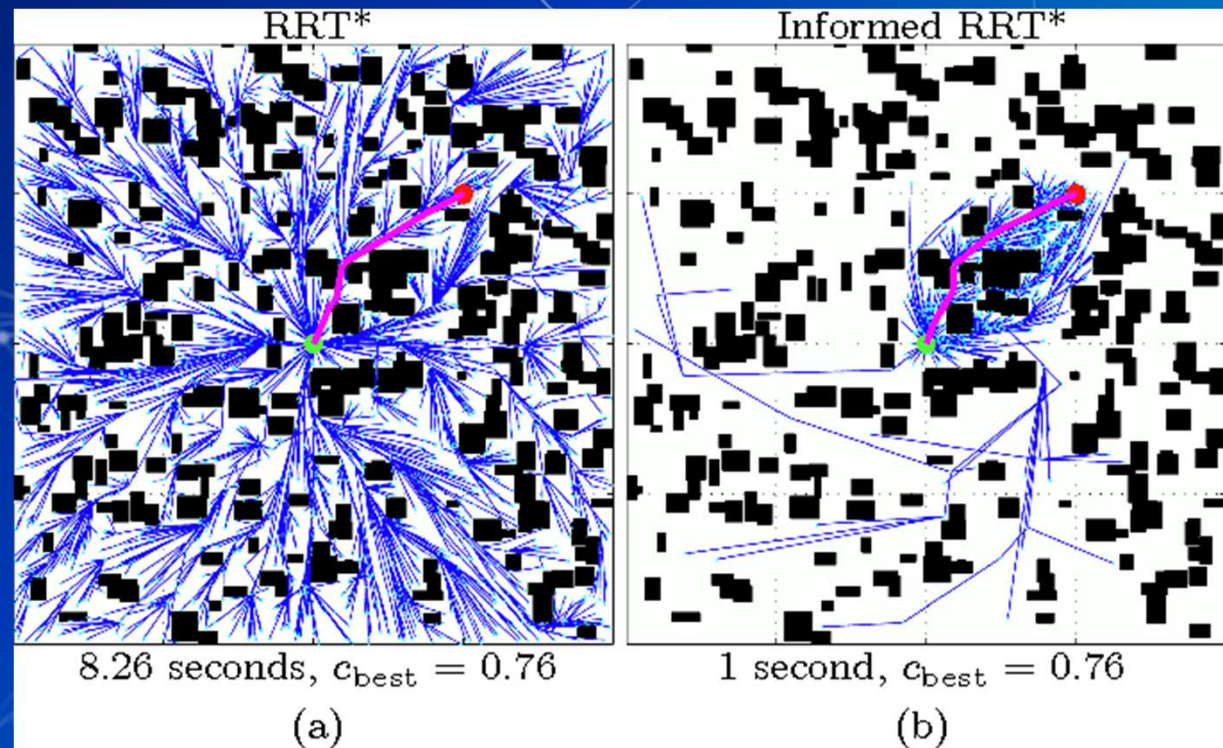 RRT*
Informed RRT*
8.26 seconds, c_best = 0.76
1 second, c_best = 0.76
(a)
(b)